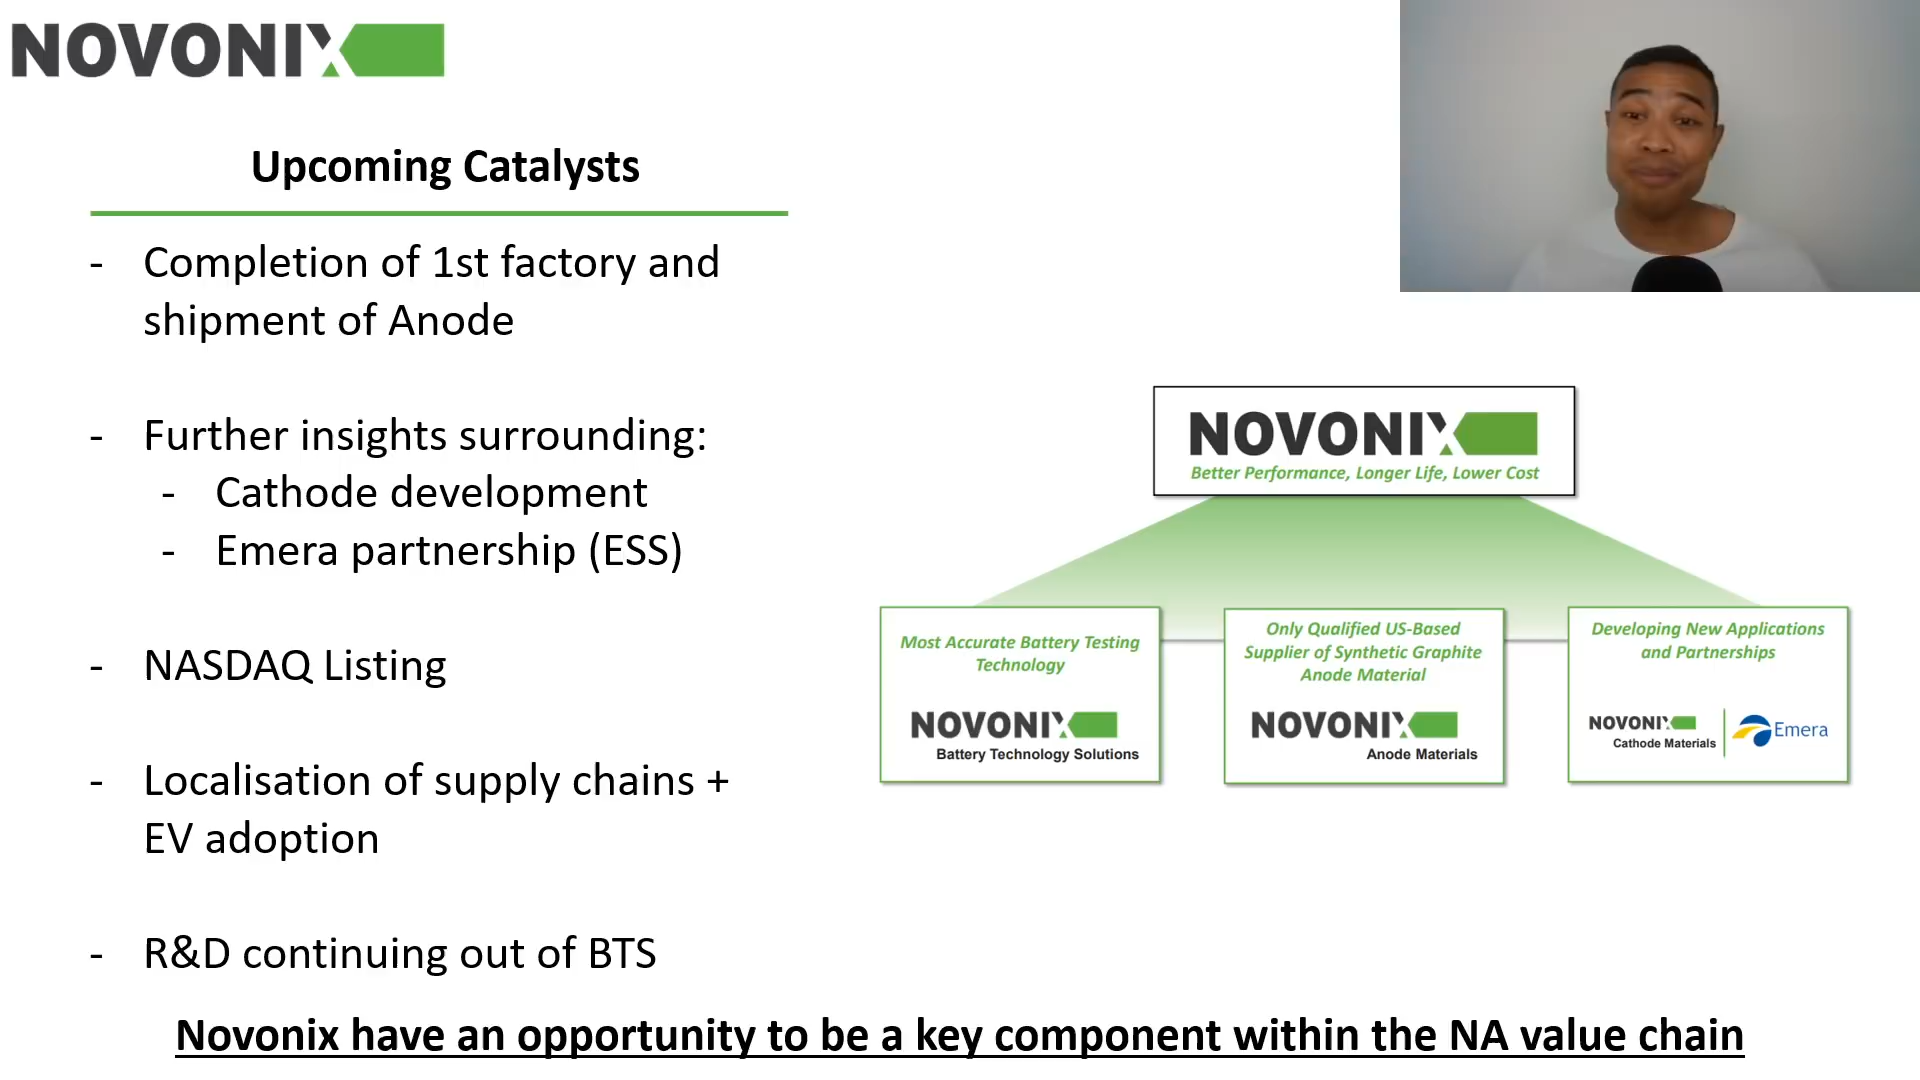 NOVONIX
Upcoming Catalysts
- Completion of 1st factory and
shipment of Anode
- Further insights surrounding:
- Cathode development
- Emera partnership (ESS)
- NASDAQ Listing
- Localisation of supply chains +
EV adoption
- R&D continuing out of BTS
NOVONIX
Better Performance, Longer Life, Lower Cost
Most Accurate Battery Testing
Technology
NOVONIX
Battery Technology Solutions
Only Qualified US-Based
Supplier of Synthetic Graphite
Anode Material
NOVONIX
Anode Materials
Developing New Applications
and Partnerships
NOVONIX
Cathode Materials
Emera
Novonix have an opportunity to be a key component within the NA value chain